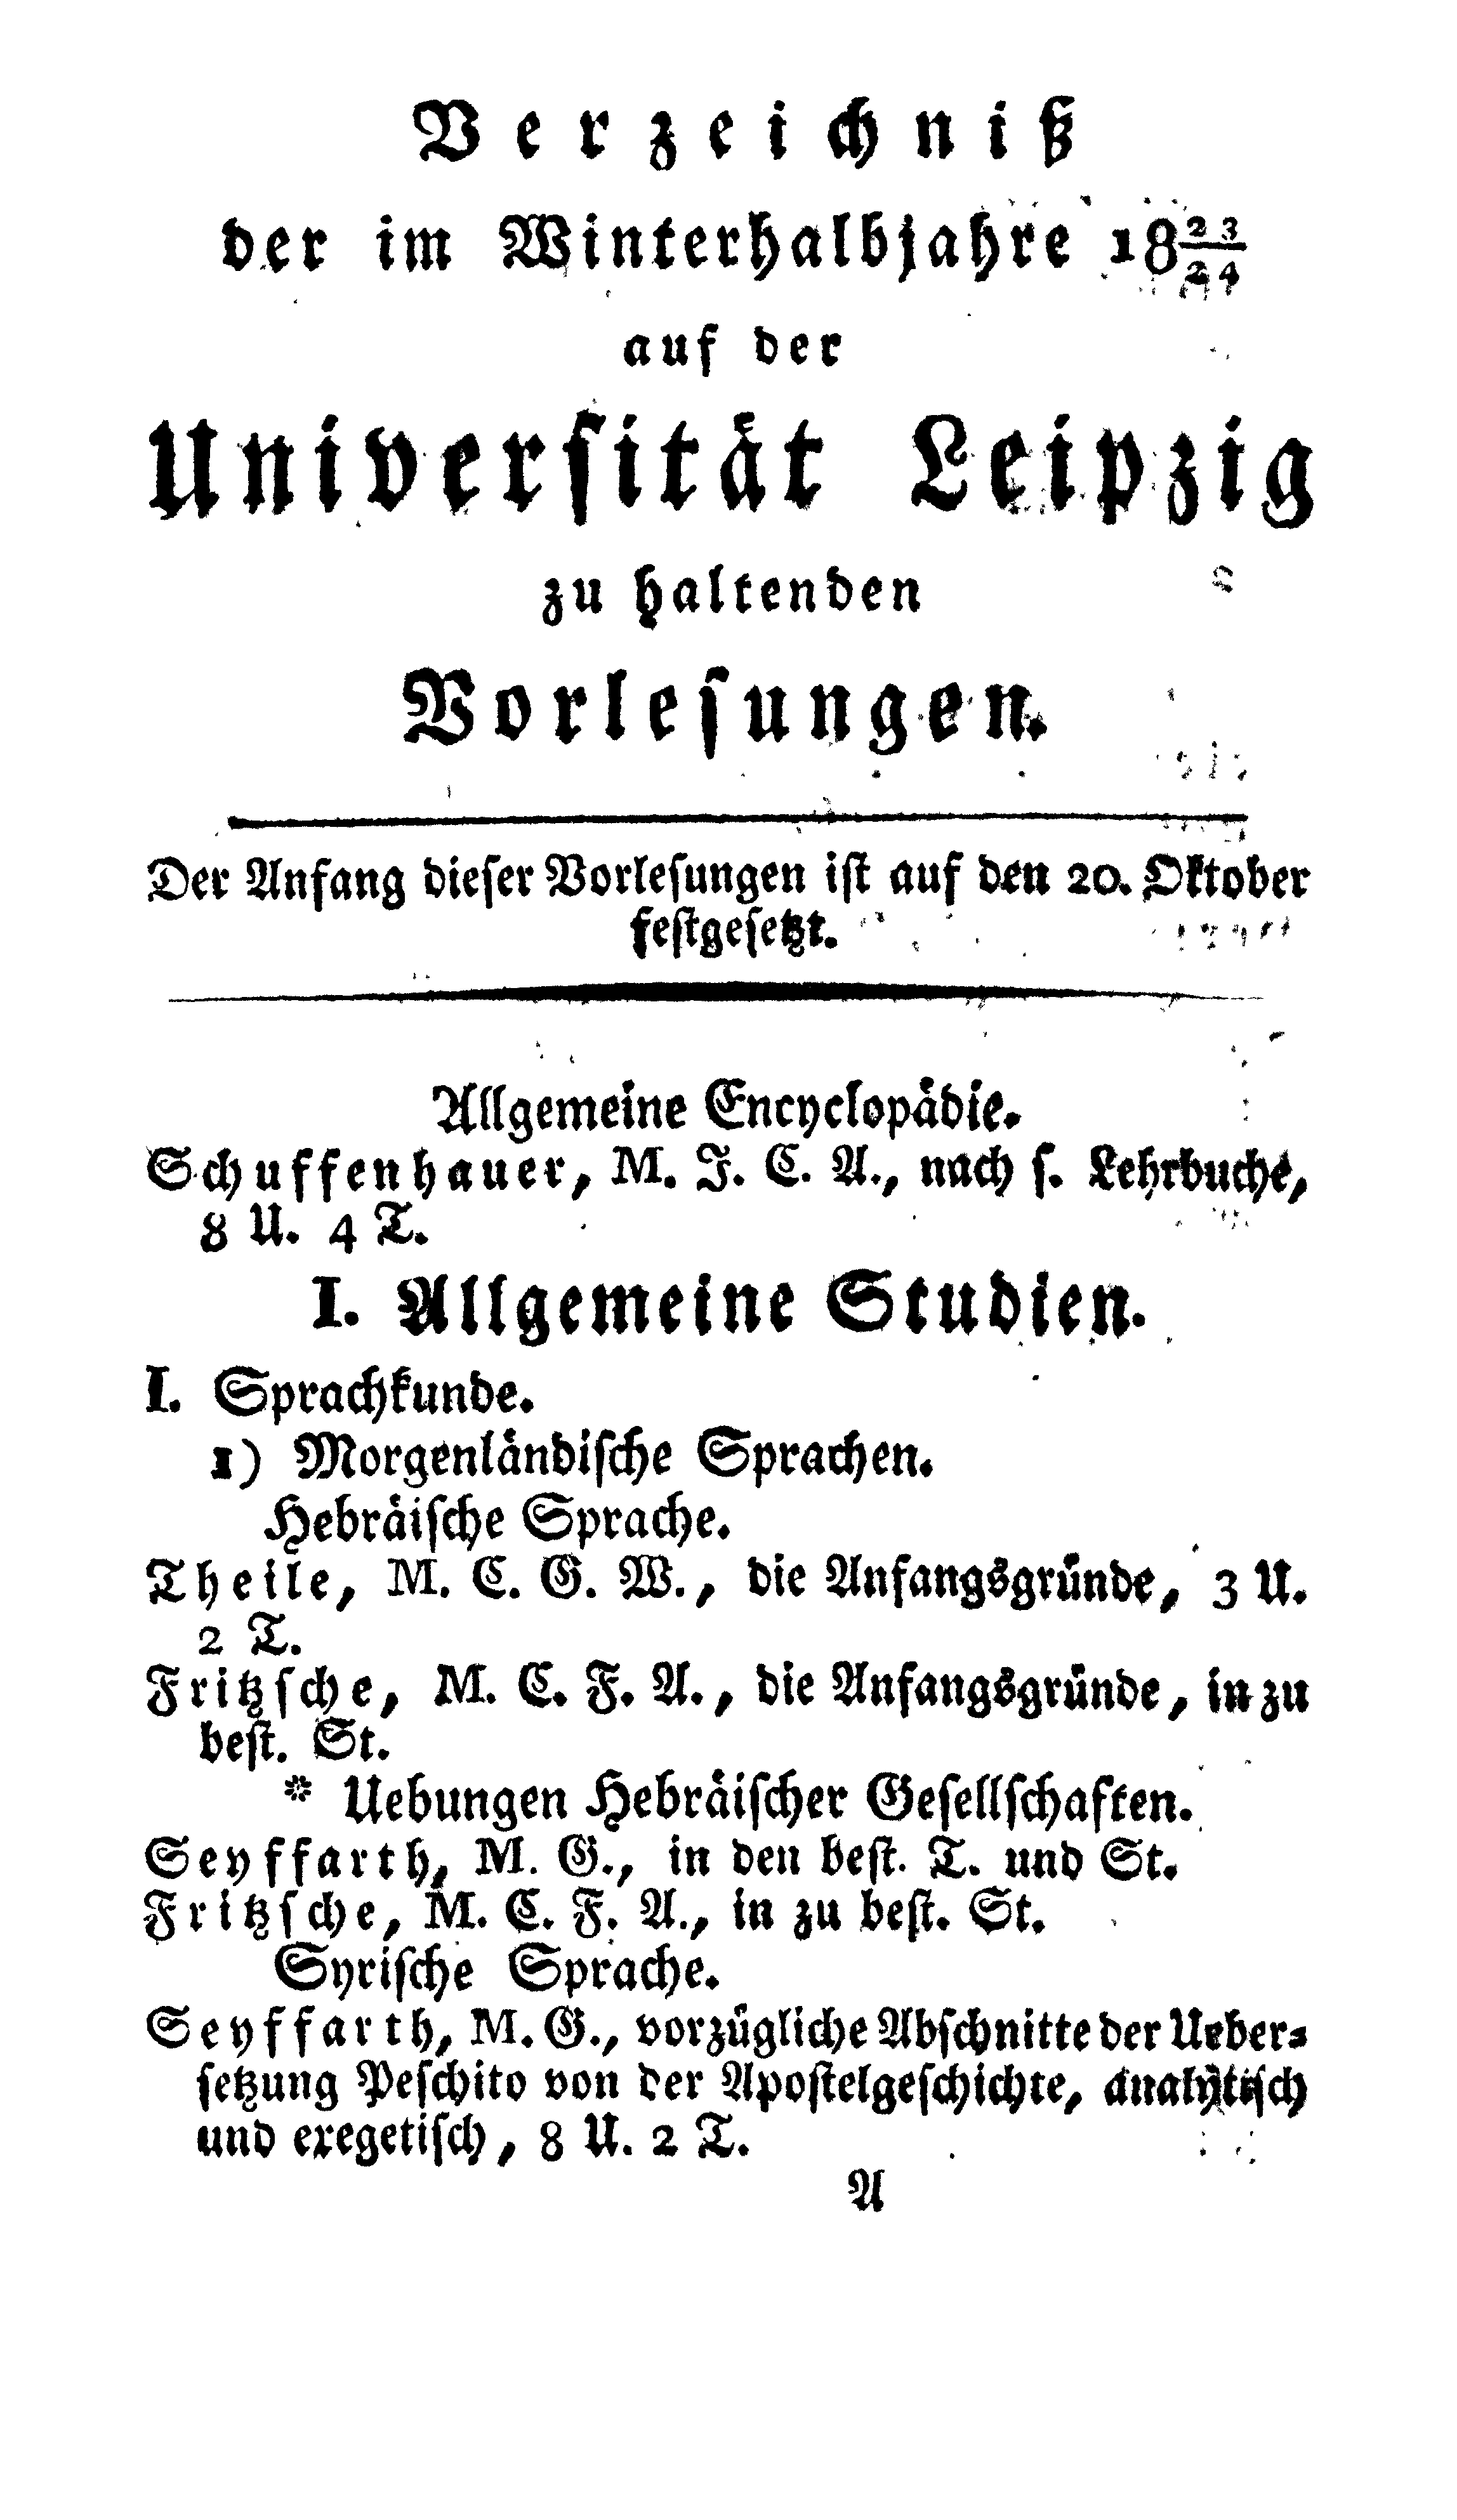 Verzeichniß
der im Winterhalbjahre 18 23/24
auf der
Universität Leipzig
zu haltenden
Vorlesungen.
Der Anfang dieser Vorlesungen ist auf den 20. Oktober
festgesetzt.
Allgemeine Encyclopädie.
Schuffenhauer, M. J. C. A., nach s. Lehrbuche,
8 U. 4 T.
I. Allgemeine Studien.
I. Sprachkunde.
1) Morgenländische Sprachen.
Hebräische Sprache.
Theile, M. C. G. W., die Anfangsgründe, 3 U.
2 T.
Fritzsche, M. C. F. A., die Anfangsgründe, in zu
best. St.
* Uebungen Hebräischer Gesellschaften.
Seyffarth, M. G., in den best. T. und St.
Fritzsche, M. C. F. A., in zu best. St.
Syrische Sprache.
Seyffarth, M. G., vorzügliche Abschnitte der Ueber-
setzung Peschito von der Apostelgeschichte, analytisch
und exegetisch, 8 U. 2 T.
A